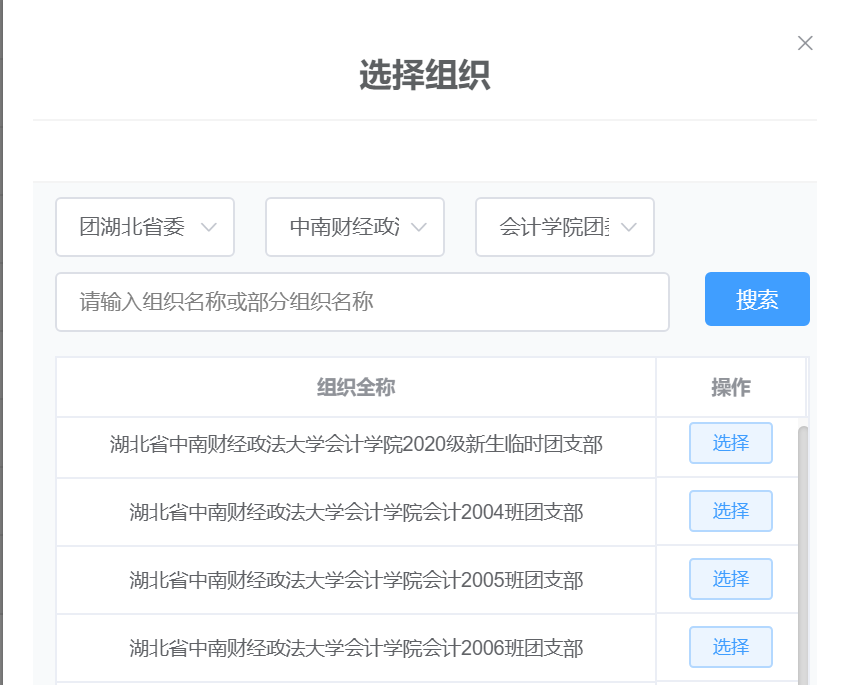 选择组织
团湖北省委 中南财经政 会计学院团
请输入组织名称或部分组织名称 搜索
组织全称 操作
湖北省中南财经政法大学会计学院2020级新生临时团支部 选择
湖北省中南财经政法大学会计学院会计2004班团支部 选择
湖北省中南财经政法大学会计学院会计2005班团支部 选择
湖北省中南财经政法大学会计学院会计2006班团支部 选择